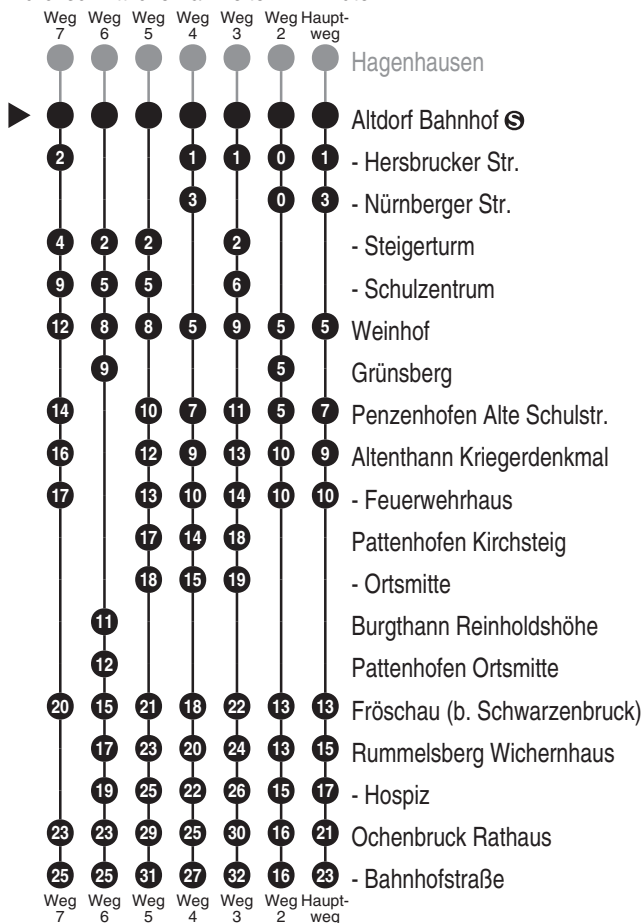 Weg 7 Weg 6 Weg 5 Weg 4 Weg 3 Weg 2 Haupt-weg
Hagenhausen
Altdorf Bahnhof S
2 1 1 0 1 - Hersbrucker Str.
3 0 3 - Nürnberger Str.
4 2 2 2 - Steigerturm
9 5 5 6 - Schulzentrum
12 8 8 5 9 5 5 Weinhof
9 5 Grünsberg
14 10 7 11 5 7 Penzenhofen Alte Schulstr.
16 12 9 13 10 9 Altenthann Kriegerdenkmal
17 13 10 14 10 10 - Feuerwehrhaus
17 14 18 Pattenhofen Kirchsteig
18 15 19 - Ortsmitte
11 Burgthann Reinholdshöhe
12 Pattenhofen Ortsmitte
20 15 21 18 22 13 13 Fröschau (b. Schwarzenbruck)
17 23 20 24 13 15 Rummelsberg Wichernhaus
19 25 22 26 15 17 - Hospiz
23 23 29 25 30 16 21 Ochenbruck Rathaus
25 25 31 27 32 16 23 - Bahnhofstraße
Weg 7 Weg 6 Weg 5 Weg 4 Weg 3 Weg 2 Haupt-weg